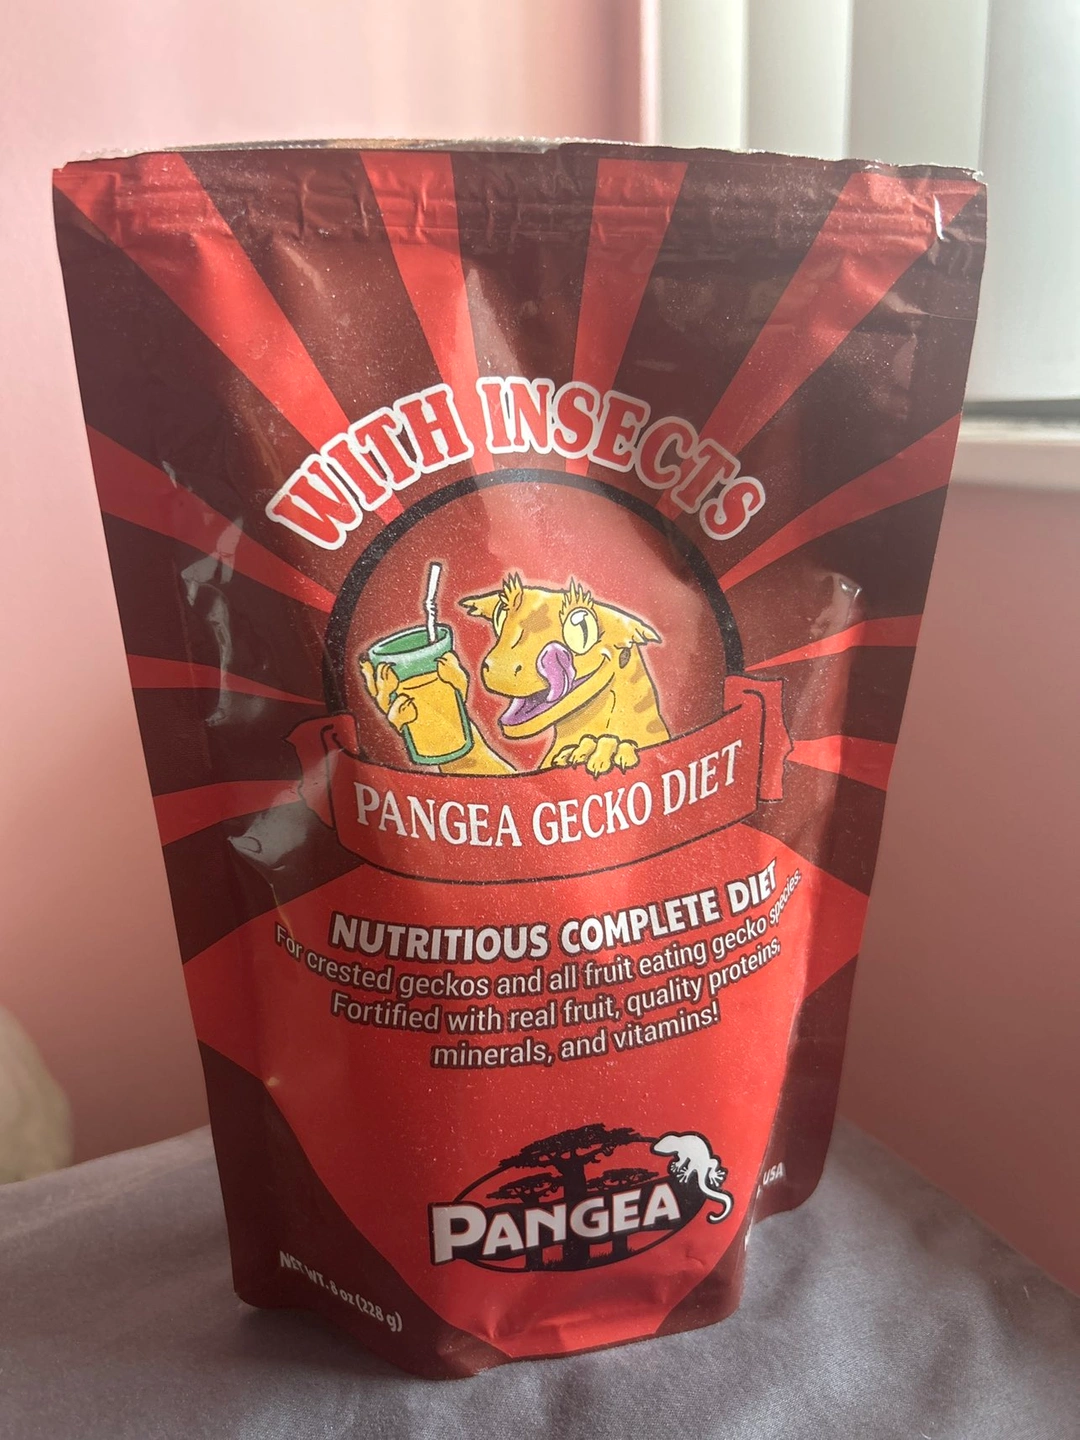 WITH INSECTS
PANGEA GECKO DIET
NUTRITIOUS COMPLETE DIET
For crested geckos and all fruit eating gecko species.
Fortified with real fruit, quality proteins,
minerals, and vitamins!
PANGEA
USA
NET WT. 8 oz (228 g)